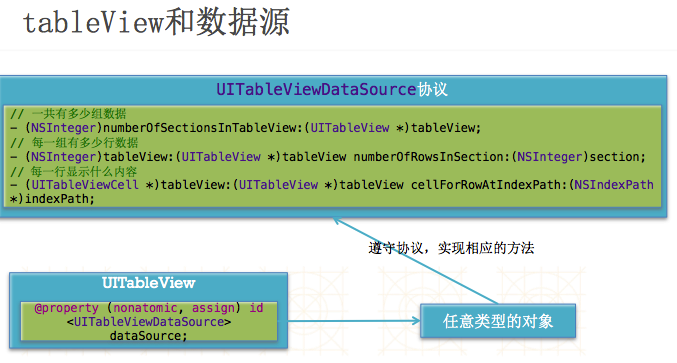 tableView和数据源
UITableViewDataSource协议
// 一共有多少组数据
- (NSInteger)numberOfSectionsInTableView:(UITableView *)tableView;
// 每一组有多少行数据
- (NSInteger)tableView:(UITableView *)tableView numberOfRowsInSection:(NSInteger)section;
// 每一行显示什么内容
- (UITableViewCell *)tableView:(UITableView *)tableView cellForRowAtIndexPath:(NSIndexPath
*)indexPath;
遵守协议，实现相应的方法
UITableView
@property (nonatomic, assign) id
<UITableViewDataSource>
dataSource;
任意类型的对象